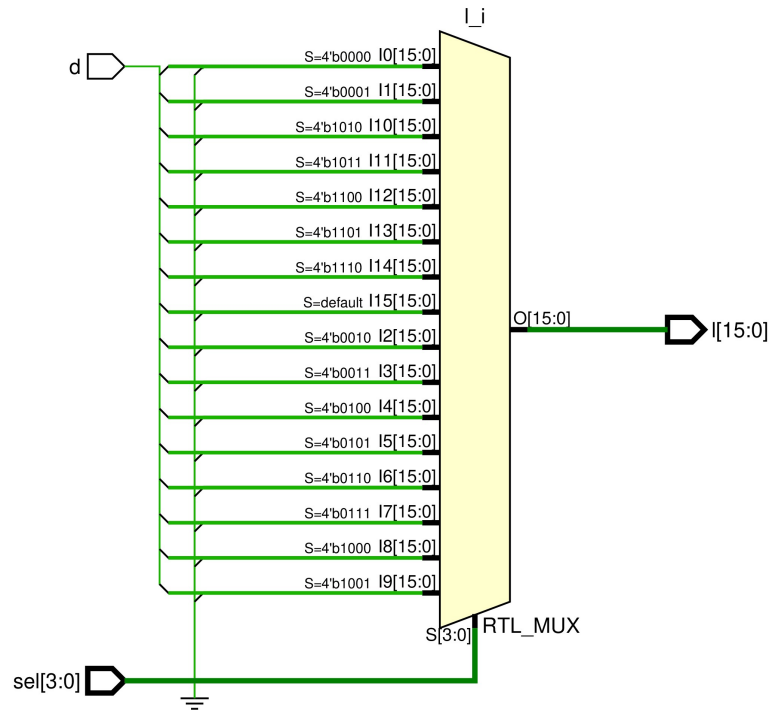 l_i
d
S=4'b0000 I0[15:0]
S=4'b0001 I1[15:0]
S=4'b1010 I10[15:0]
S=4'b1011 I11[15:0]
S=4'b1100 I12[15:0]
S=4'b1101 I13[15:0]
S=4'b1110 I14[15:0]
S=default I15[15:0]
S=4'b0010 I2[15:0]
O[15:0]
l[15:0]
S=4'b0011 I3[15:0]
S=4'b0100 I4[15:0]
S=4'b0101 I5[15:0]
S=4'b0110 I6[15:0]
S=4'b0111 I7[15:0]
S=4'b1000 I8[15:0]
S=4'b1001 I9[15:0]
S[3:0]
RTL_MUX
sel[3:0]